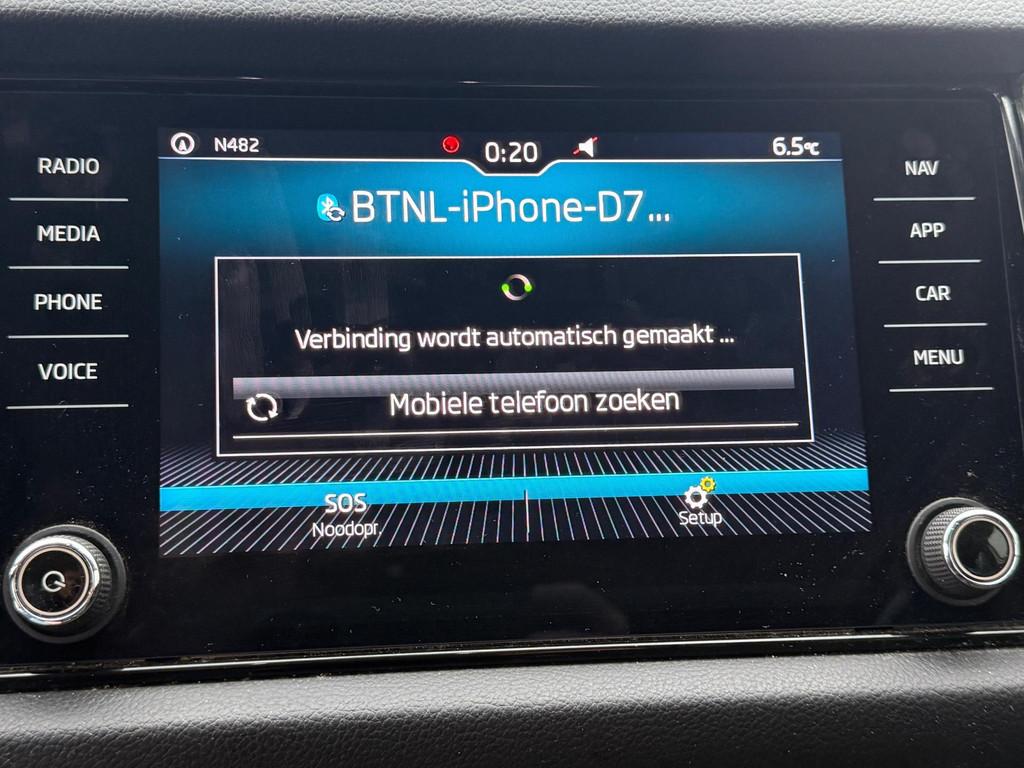 N482 0:20 6.5°C
BTNL-iPhone-D7...
Verbinding wordt automatisch gemaakt ...
Mobiele telefoon zoeken
SOS
Noodopr.
Setup
RADIO
MEDIA
PHONE
VOICE
NAV
APP
CAR
MENU